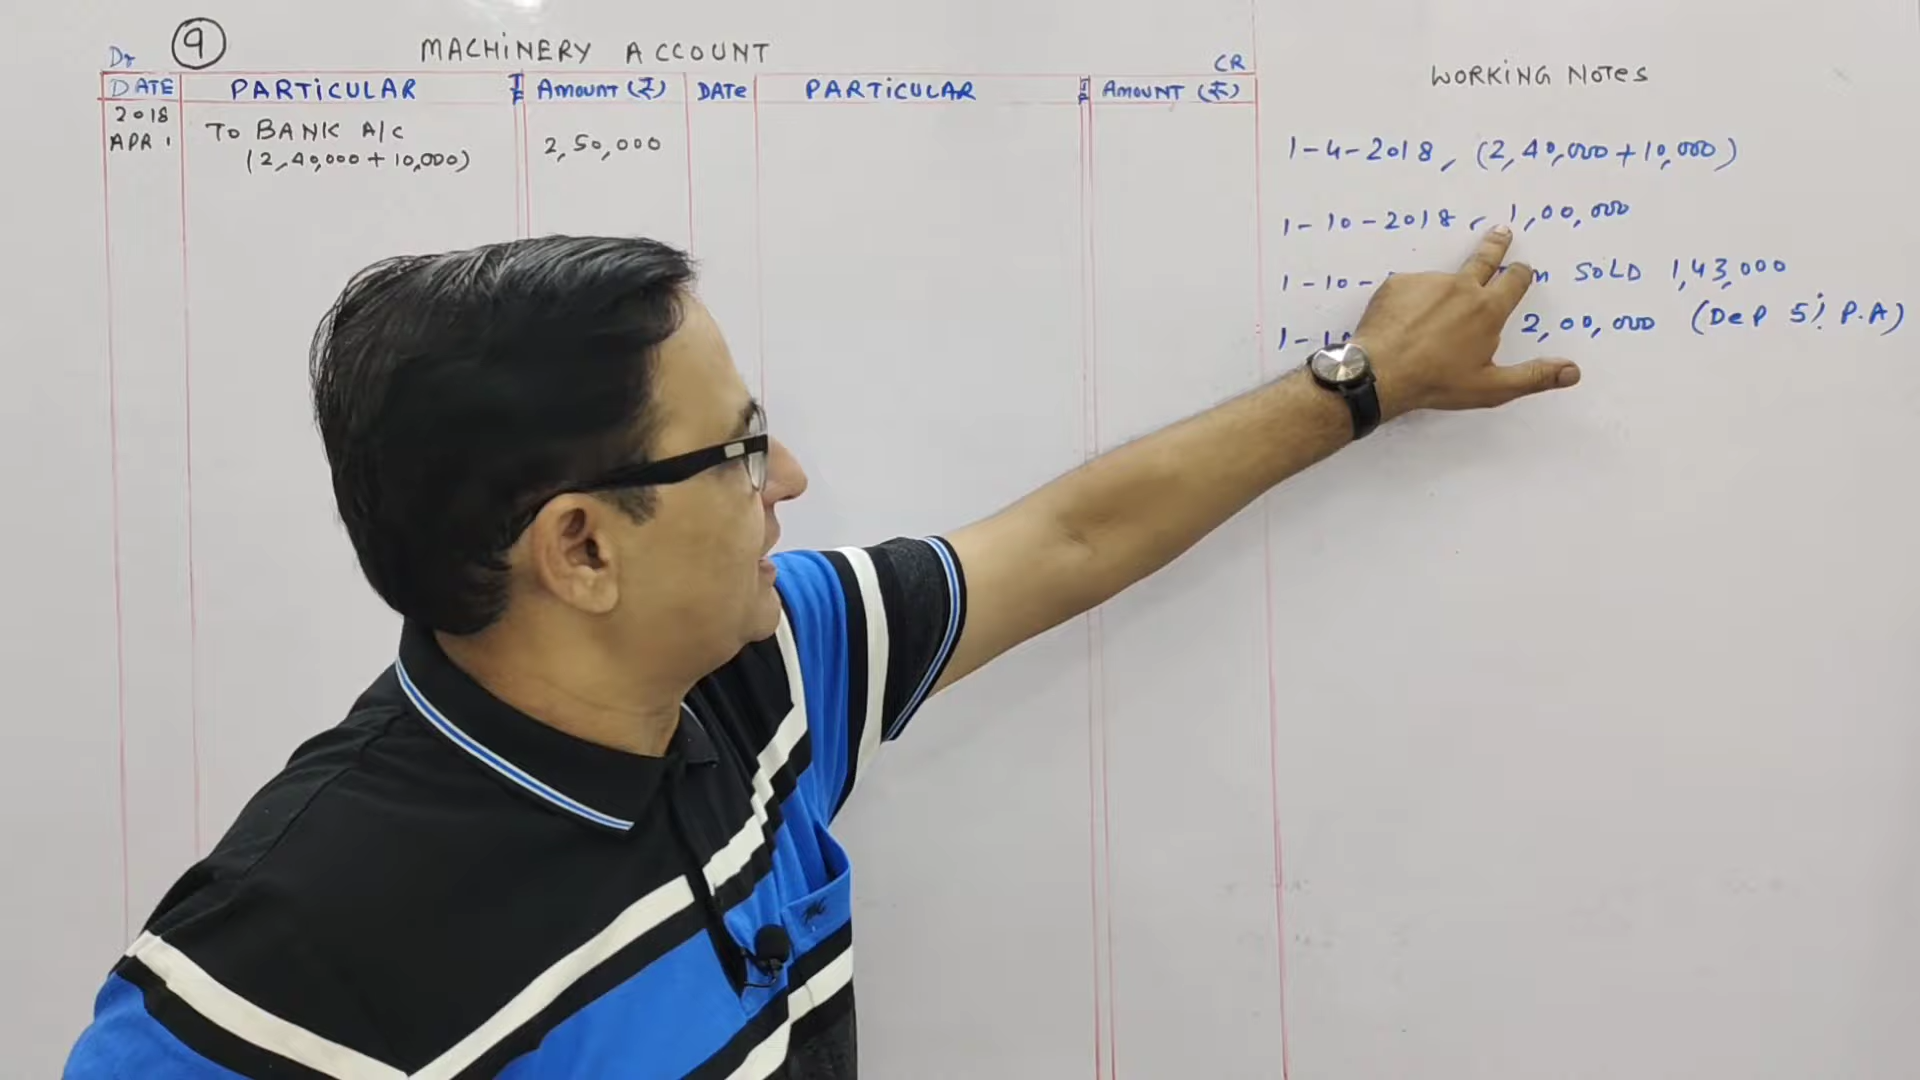 9
MACHINERY ACCOUNT
Dr
CR
DATE PARTICULAR Amount (₹) DATE PARTICULAR AMOUNT (₹)
2018
APR 1 TO BANK A/C 2,50,000
(2,40,000 + 10,000)
WORKING NOTES
1-4-2018, (2,40,000 + 10,000)
1-10-2018, 1,00,000
1-10- SOLD 1,43,000
2,00,000 (DEP 5% P.A)